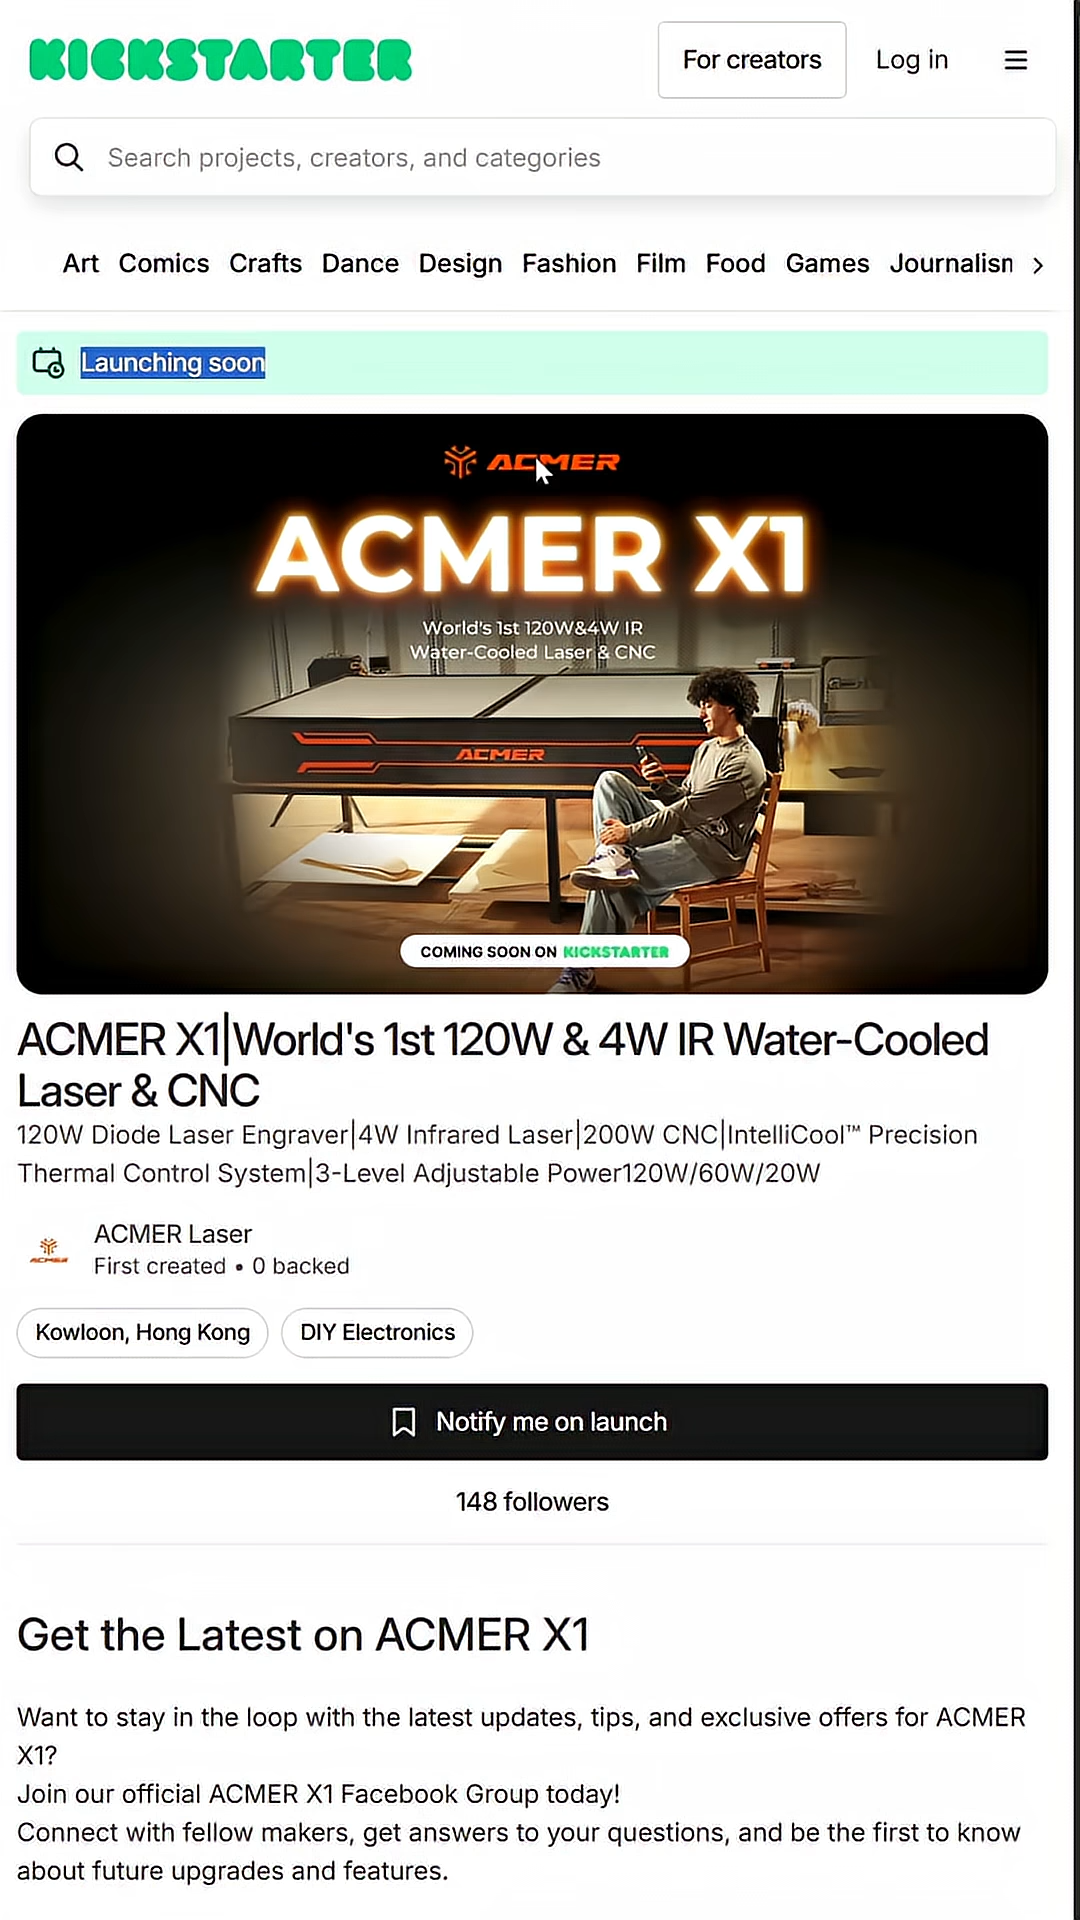 KICKSTARTER
For creators
Log in
Search projects, creators, and categories
Art Comics Crafts Dance Design Fashion Film Food Games Journalism
Launching soon
ACMER
ACMER X1
World's 1st 120W&4W IR
Water-Cooled Laser & CNC
ACMER
COMING SOON ON KICKSTARTER
ACMER X1|World's 1st 120W & 4W IR Water-Cooled
Laser & CNC
120W Diode Laser Engraver|4W Infrared Laser|200W CNC|IntelliCool™ Precision
Thermal Control System|3-Level Adjustable Power120W/60W/20W
ACMER
ACMER Laser
First created • 0 backed
Kowloon, Hong Kong
DIY Electronics
Notify me on launch
148 followers
Get the Latest on ACMER X1
Want to stay in the loop with the latest updates, tips, and exclusive offers for ACMER
X1?
Join our official ACMER X1 Facebook Group today!
Connect with fellow makers, get answers to your questions, and be the first to know
about future upgrades and features.